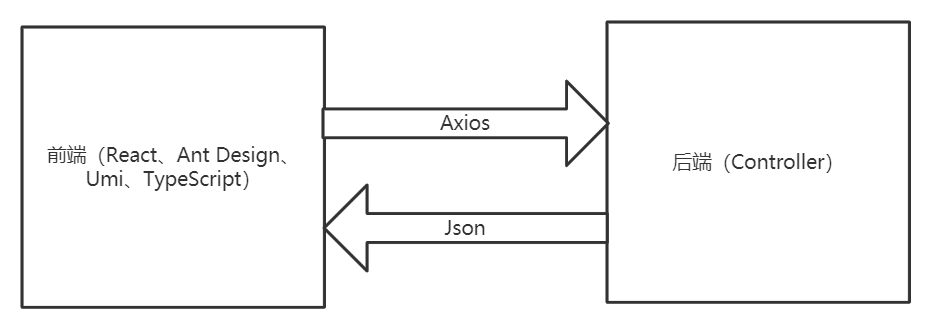 前端（React、Ant Design、
Umi、TypeScript）
Axios
Json
后端（Controller）